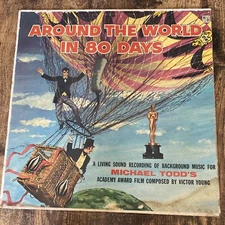 AROUND THE WORLD
IN 80 DAYS
A LIVING SOUND RECORDING OF BACKGROUND MUSIC FOR
MICHAEL TODD'S
ACADEMY AWARD FILM COMPOSED BY VICTOR YOUNG